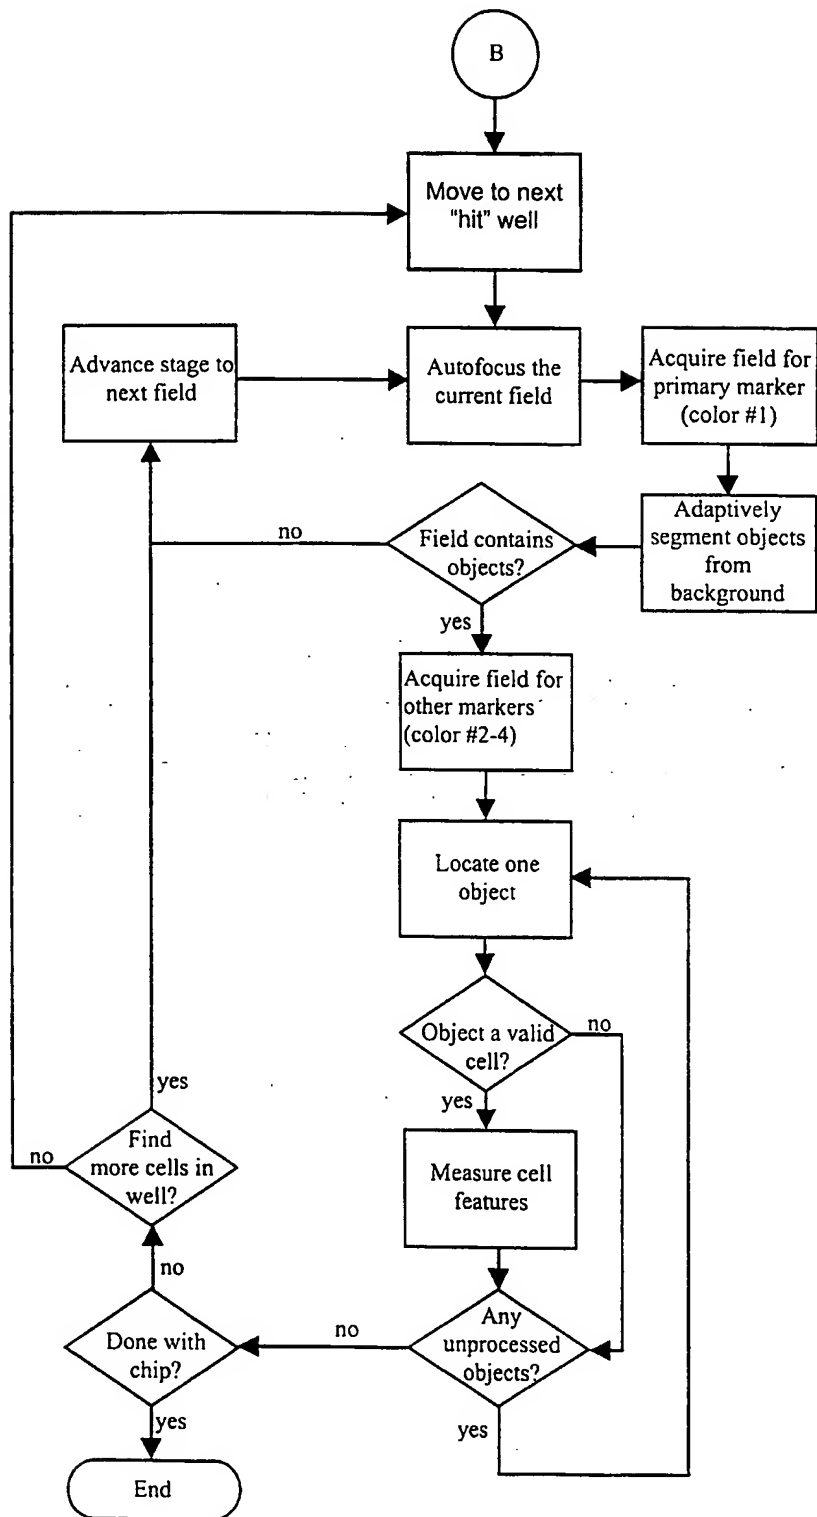 B
Move to next
"hit" well
Advance stage to
next field
Autofocus the
current field
Acquire field for
primary marker
(color #1)
Adaptively
segment objects
from
background
Field contains
objects?
no
yes
Acquire field for
other markers
(color #2-4)
Locate one
object
Object a valid
cell?
no
yes
Measure cell
features
Any
unprocessed
objects?
no
yes
Find
more cells in
well?
yes
no
Done with
chip?
no
yes
End